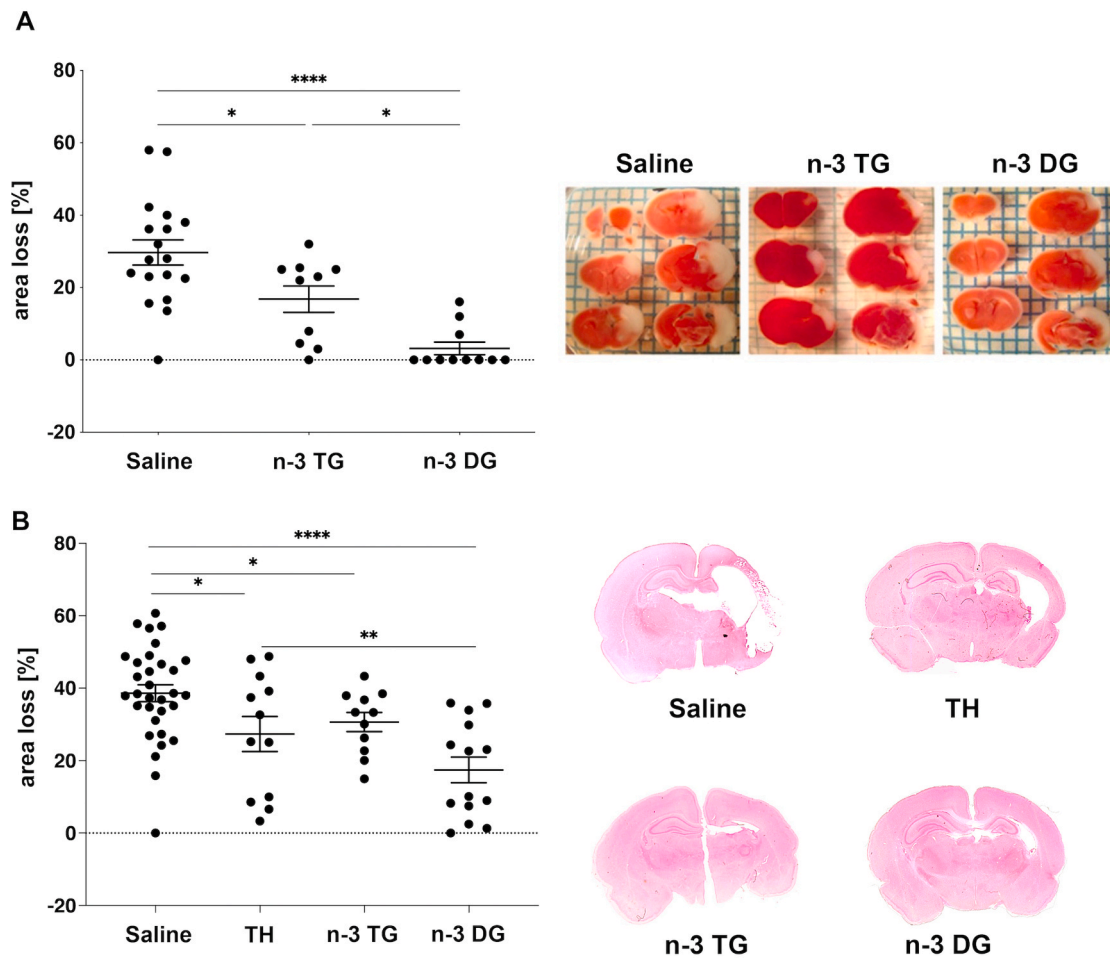 A
80
60
40
20
0
-20
area loss [%]
****
*
*
Saline
n-3 TG
n-3 DG
Saline
n-3 TG
n-3 DG
B
80
60
40
20
0
-20
area loss [%]
****
*
*
**
Saline
TH
n-3 TG
n-3 DG
Saline
TH
n-3 TG
n-3 DG